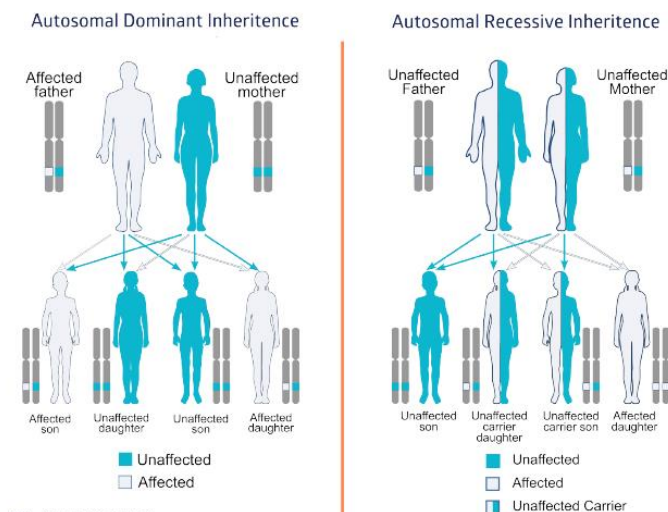 Autosomal Dominant Inheritence
Affected
father
Unaffected
mother
Affected
son
Unaffected
daughter
Unaffected
son
Affected
daughter
Unaffected
Affected
Autosomal Recessive Inheritence
Unaffected
Father
Unaffected
Mother
Unaffected
son
Unaffected
carrier
daughter
Unaffected
carrier son
Affected
daughter
Unaffected
Affected
Unaffected Carrier